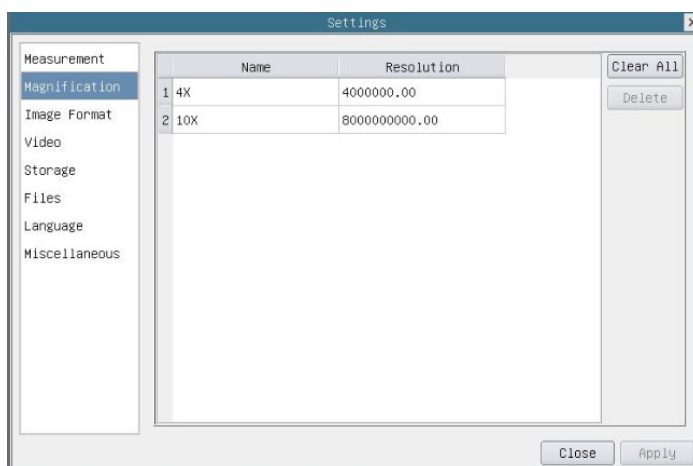 Settings
Measurement
Magnification
Image Format
Video
Storage
Files
Language
Miscellaneous
Name Resolution
1 4X 4000000.00
2 10X 8000000000.00
Clear All
Delete
Close Apply